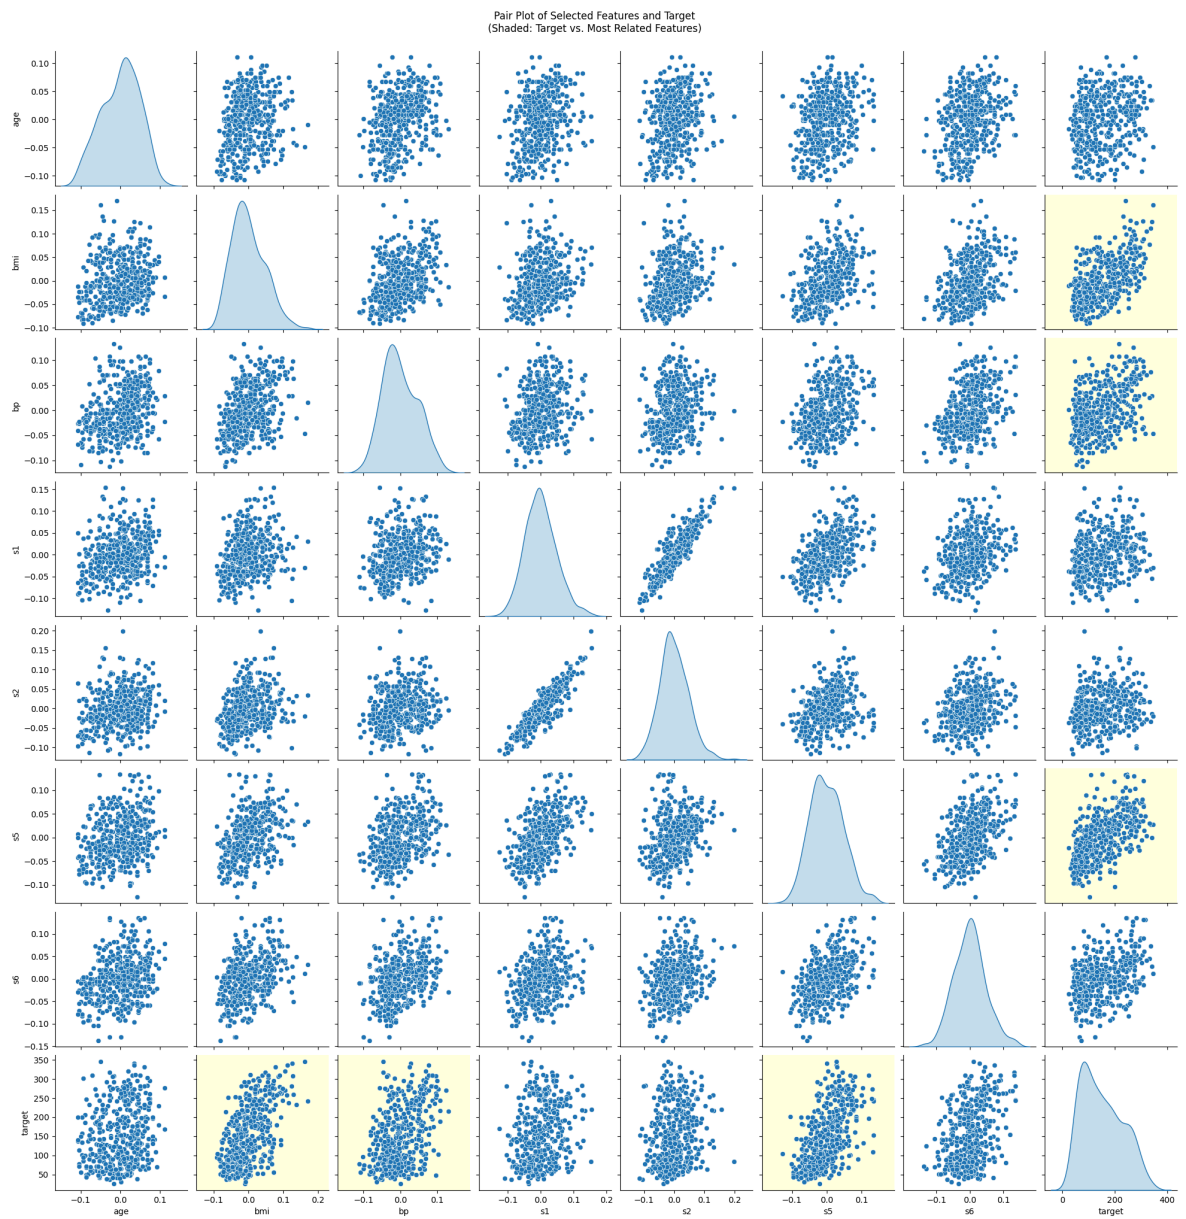 Pair Plot of Selected Features and Target
(Shaded: Target vs. Most Related Features)
0.10
0.05
0.00
−0.05
−0.10
age
0.15
0.10
0.05
0.00
−0.05
−0.10
bmi
0.10
0.05
0.00
−0.05
−0.10
bp
0.15
0.10
0.05
0.00
−0.05
−0.10
s1
0.20
0.15
0.10
0.05
0.00
−0.05
−0.10
s2
0.10
0.05
0.00
−0.05
−0.10
s5
0.10
0.05
0.00
−0.05
−0.10
−0.15
s6
350
300
250
200
150
100
50
target
−0.1 0.0 0.1
−0.1 0.0 0.1 0.2
−0.1 0.0 0.1
−0.1 0.0 0.1 0.2
−0.1 0.0 0.1 0.2
−0.1 0.0 0.1
−0.1 0.0 0.1
0 200 400
age bmi bp s1 s2 s5 s6 target